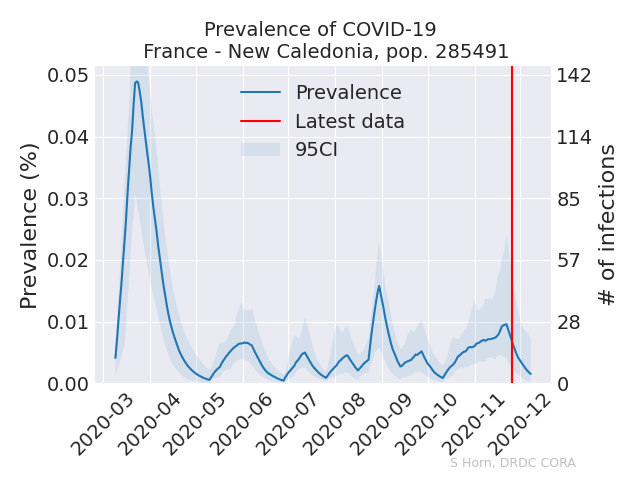 Prevalence of COVID-19
France - New Caledonia, pop. 285491
Prevalence (%)
0.05
0.04
0.03
0.02
0.01
0.00
Prevalence
Latest data
95CI
142
114
85
57
28
0
# of infections
2020-03
2020-04
2020-05
2020-06
2020-07
2020-08
2020-09
2020-10
2020-11
2020-12
S Horn, DRDC CORA